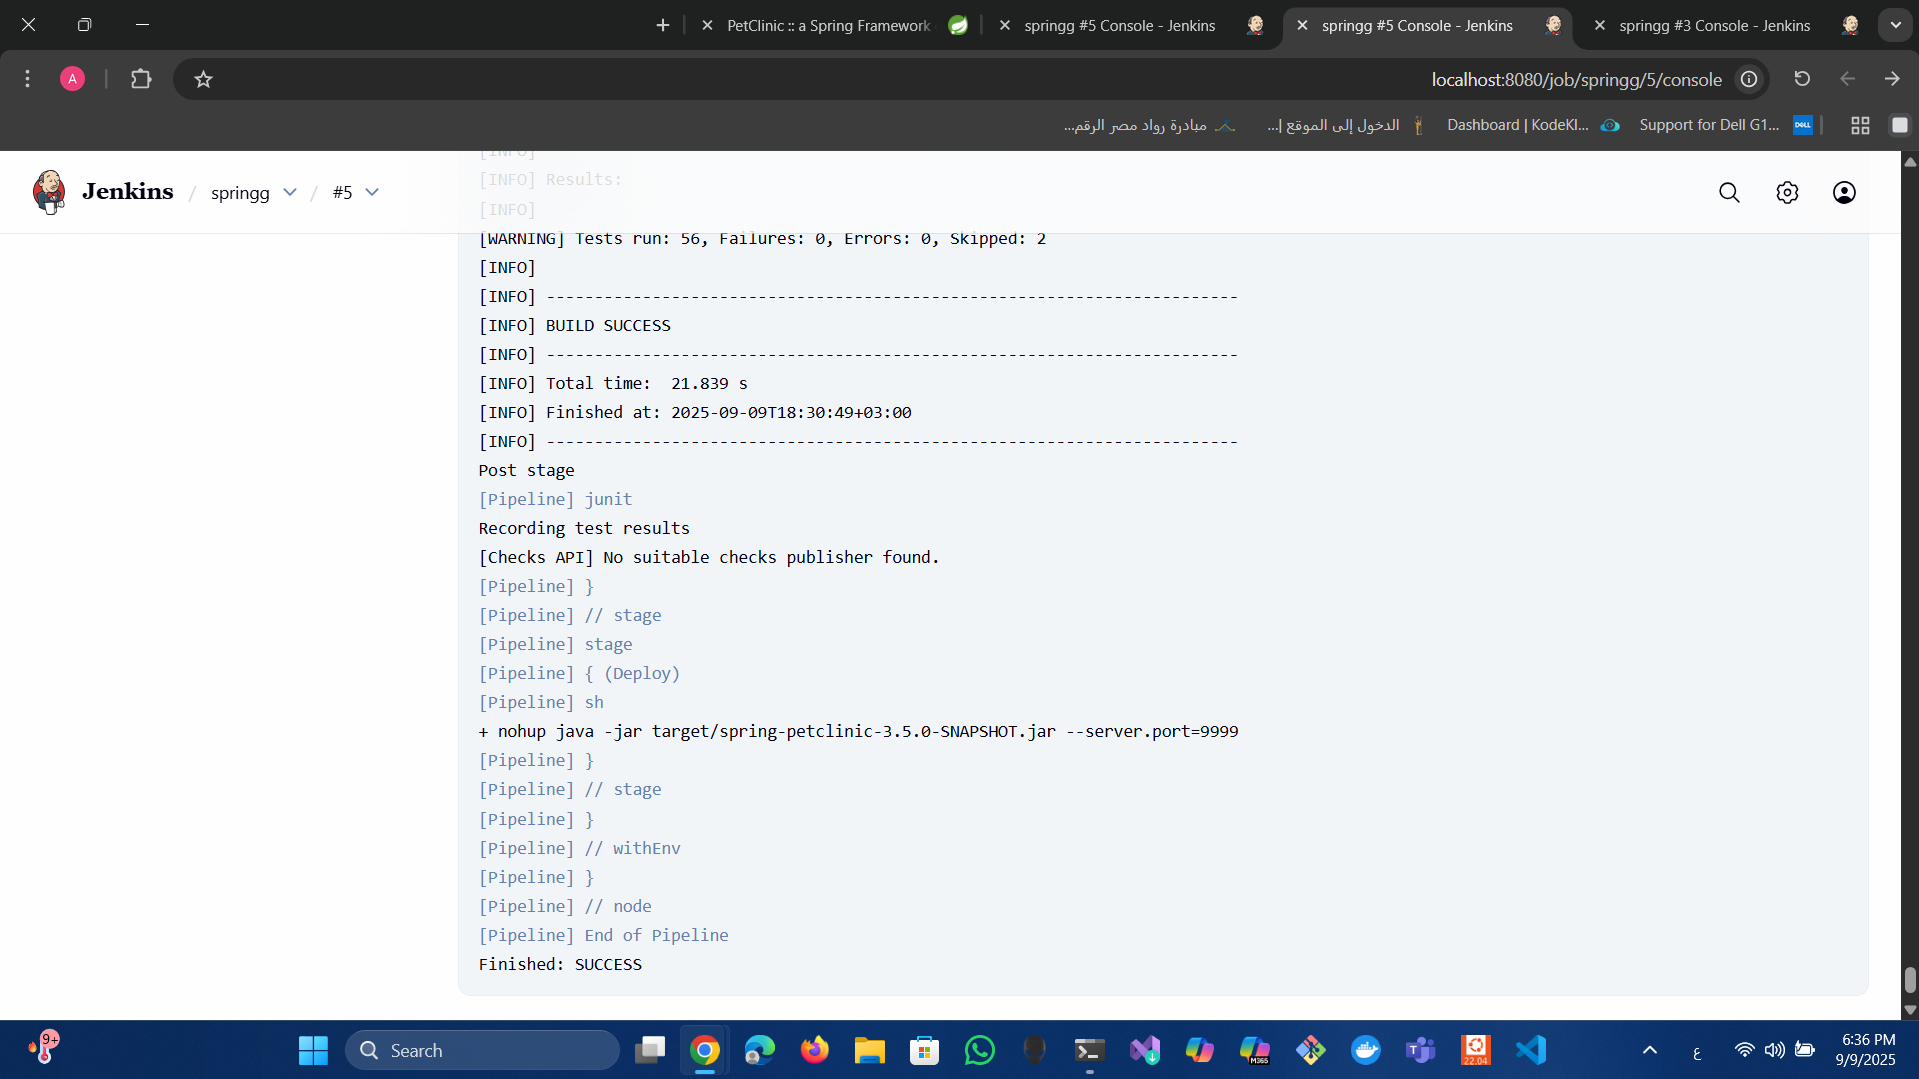 PetClinic :: a Spring Framework
springg #5 Console - Jenkins
springg #5 Console - Jenkins
springg #3 Console - Jenkins
A
localhost:8080/job/springg/5/console
مبادرة رواد مصر الرقم...
الدخول إلى الموقع |...
Dashboard | KodeKl...
Support for Dell G1...
DELL
Jenkins / springg / #5
[INFO]
[INFO] Results:
[INFO]
[WARNING] Tests run: 56, Failures: 0, Errors: 0, Skipped: 2
[INFO]
[INFO] ------------------------------------------------------------------------
[INFO] BUILD SUCCESS
[INFO] ------------------------------------------------------------------------
[INFO] Total time:  21.839 s
[INFO] Finished at: 2025-09-09T18:30:49+03:00
[INFO] ------------------------------------------------------------------------
Post stage
[Pipeline] junit
Recording test results
[Checks API] No suitable checks publisher found.
[Pipeline] }
[Pipeline] // stage
[Pipeline] stage
[Pipeline] { (Deploy)
[Pipeline] sh
+ nohup java -jar target/spring-petclinic-3.5.0-SNAPSHOT.jar --server.port=9999
[Pipeline] }
[Pipeline] // stage
[Pipeline] }
[Pipeline] // withEnv
[Pipeline] }
[Pipeline] // node
[Pipeline] End of Pipeline
Finished: SUCCESS
9+
Search
M365
22.04
ع
6:36 PM
9/9/2025